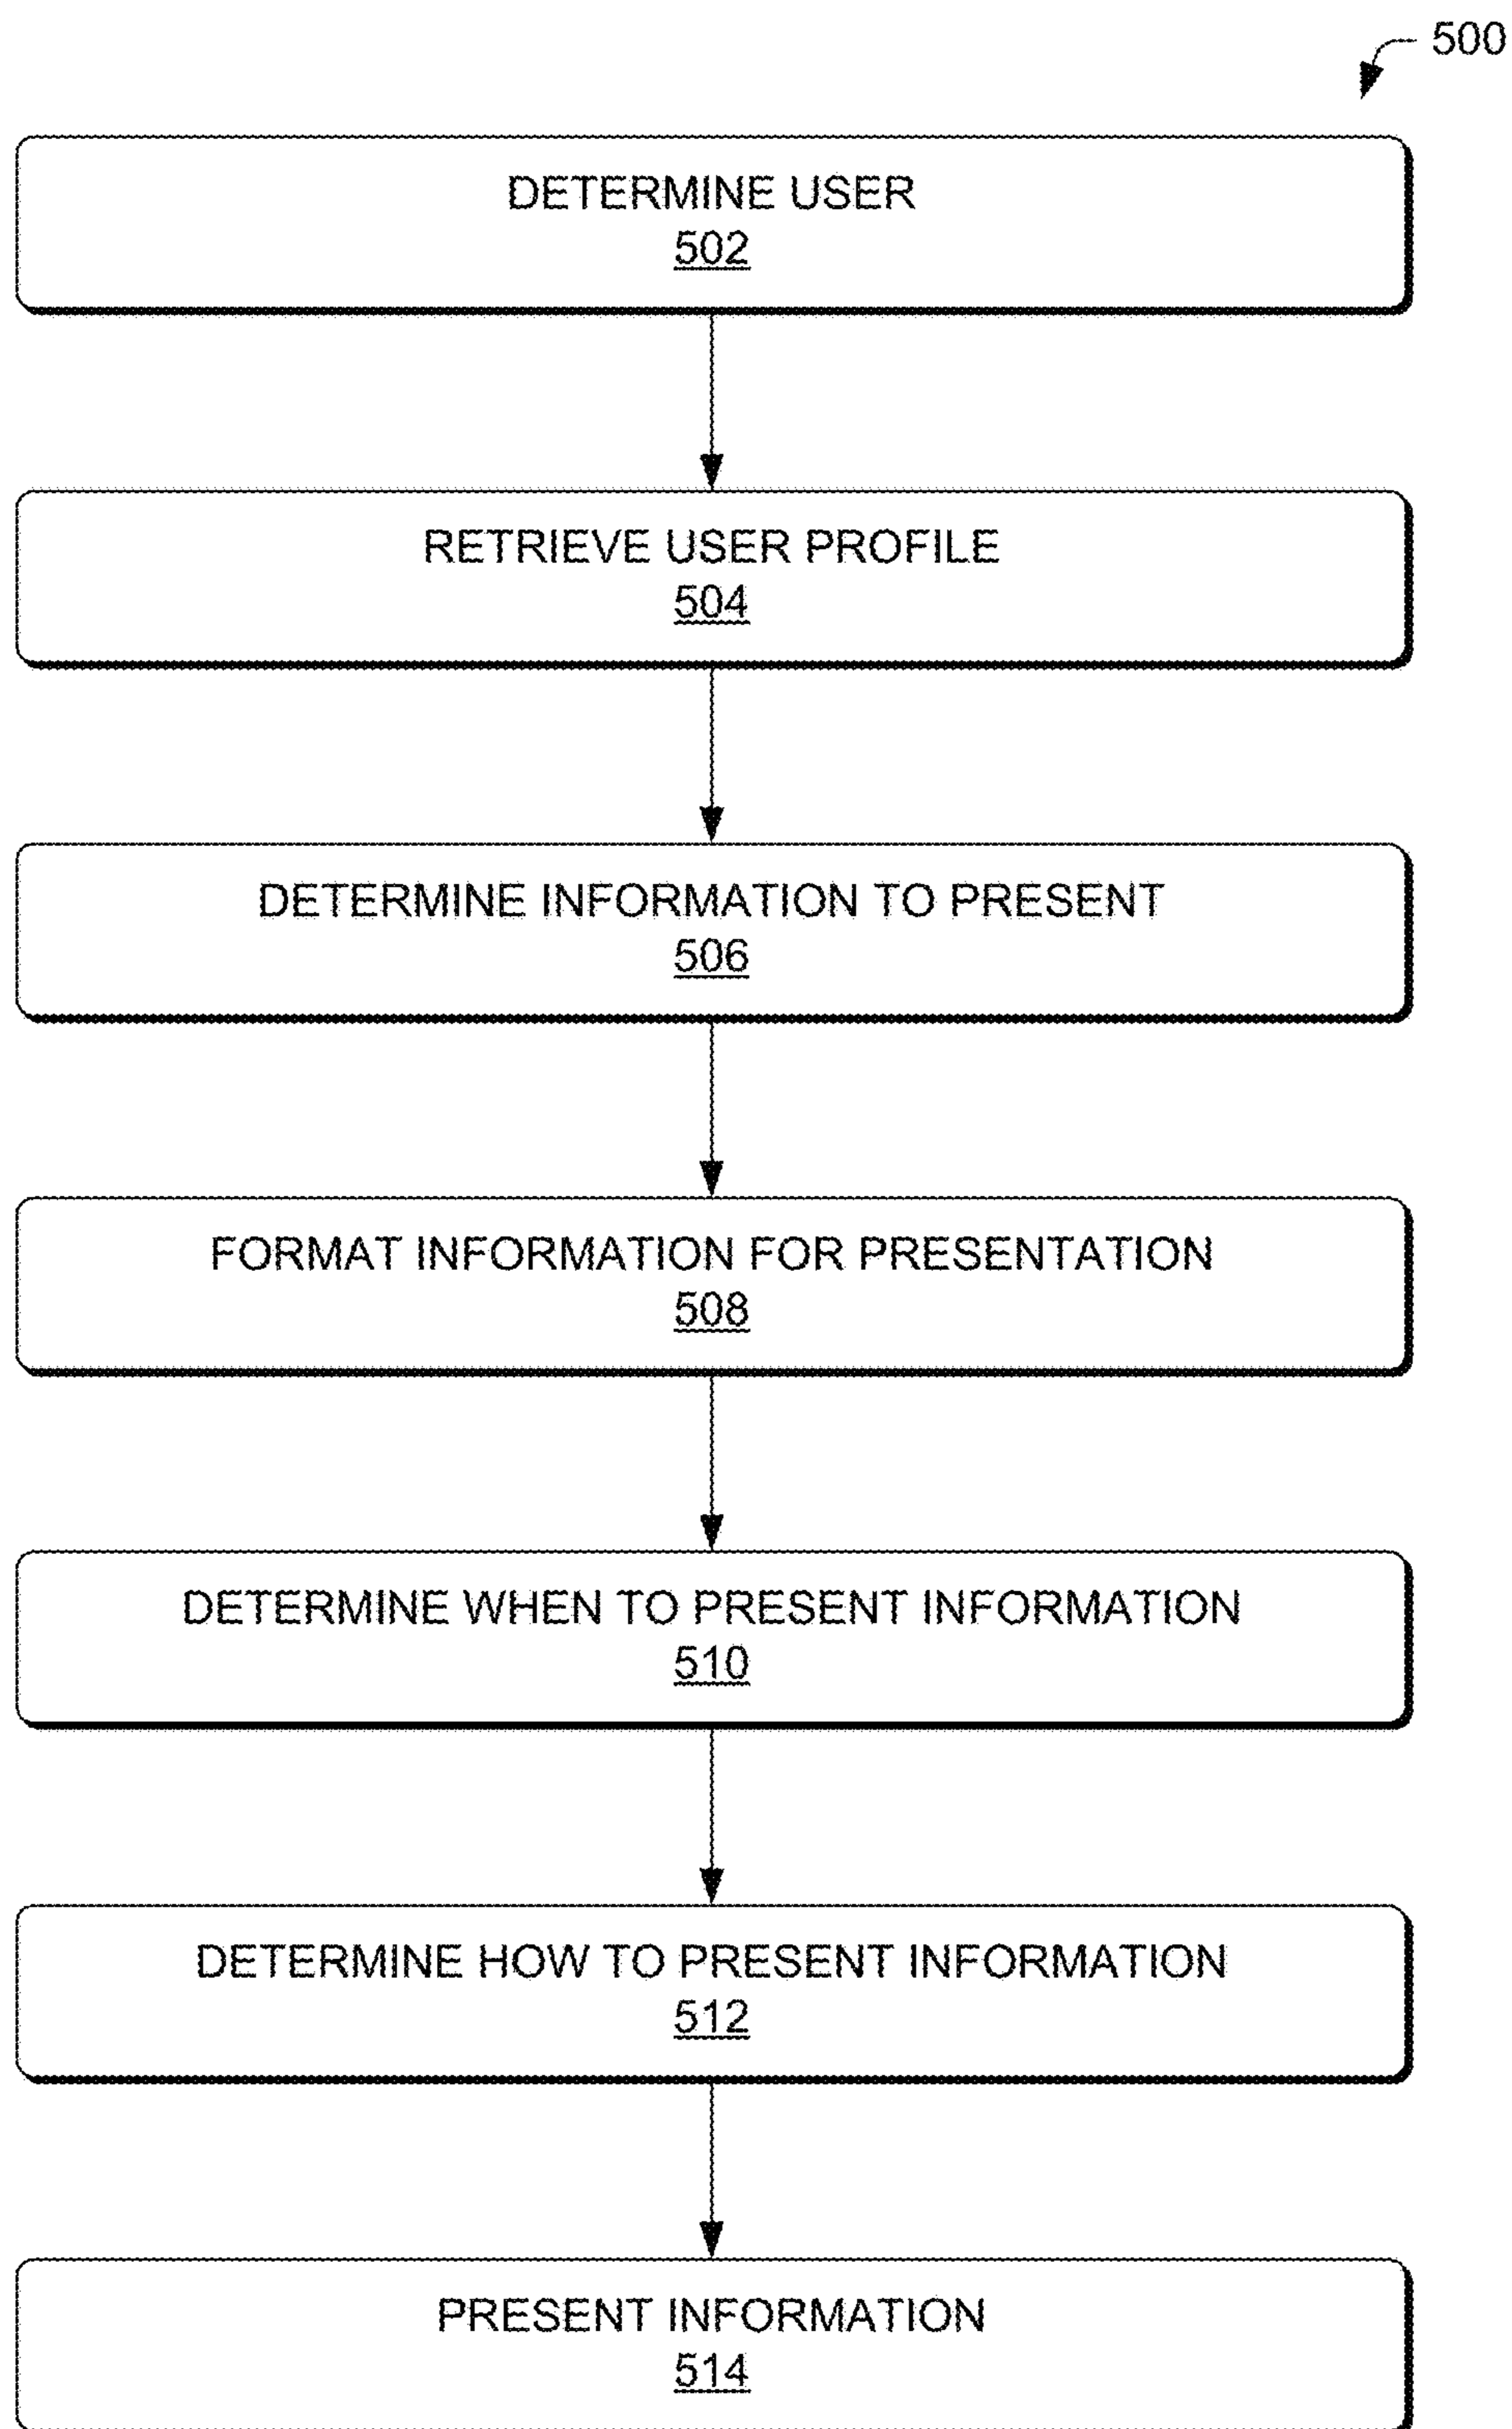 500
DETERMINE USER
502
RETRIEVE USER PROFILE
504
DETERMINE INFORMATION TO PRESENT
506
FORMAT INFORMATION FOR PRESENTATION
508
DETERMINE WHEN TO PRESENT INFORMATION
510
DETERMINE HOW TO PRESENT INFORMATION
512
PRESENT INFORMATION
514